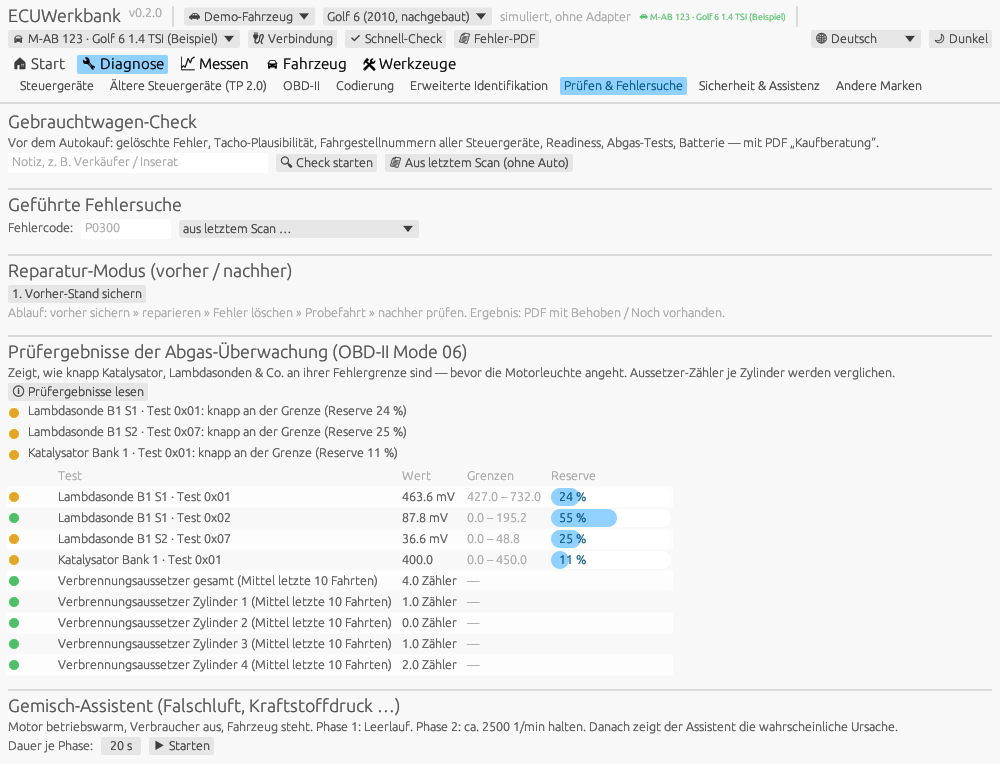 ECUWerkbank v0.2.0 Demo-Fahrzeug Golf 6 (2010, nachgebaut) simuliert, ohne Adapter M-AB 123 · Golf 6 1.4 TSI (Beispiel)
M-AB 123 · Golf 6 1.4 TSI (Beispiel) Verbindung Schnell-Check Fehler-PDF Deutsch Dunkel
Start Diagnose Messen Fahrzeug Werkzeuge
Steuergeräte Ältere Steuergeräte (TP 2.0) OBD-II Codierung Erweiterte Identifikation Prüfen & Fehlersuche Sicherheit & Assistenz Andere Marken
Gebrauchtwagen-Check
Vor dem Autokauf: gelöschte Fehler, Tacho-Plausibilität, Fahrgestellnummern aller Steuergeräte, Readiness, Abgas-Tests, Batterie — mit PDF „Kaufberatung“.
Notiz, z. B. Verkäufer / Inserat Check starten Aus letztem Scan (ohne Auto)
Geführte Fehlersuche
Fehlercode: P0300 aus letztem Scan …
Reparatur-Modus (vorher / nachher)
1. Vorher-Stand sichern
Ablauf: vorher sichern » reparieren » Fehler löschen » Probefahrt » nachher prüfen. Ergebnis: PDF mit Behoben / Noch vorhanden.
Prüfergebnisse der Abgas-Überwachung (OBD-II Mode 06)
Zeigt, wie knapp Katalysator, Lambdasonden & Co. an ihrer Fehlergrenze sind — bevor die Motorleuchte angeht. Aussetzer-Zähler je Zylinder werden verglichen.
Prüfergebnisse lesen
Lambdasonde B1 S1 · Test 0x01: knapp an der Grenze (Reserve 24 %)
Lambdasonde B1 S2 · Test 0x07: knapp an der Grenze (Reserve 25 %)
Katalysator Bank 1 · Test 0x01: knapp an der Grenze (Reserve 11 %)
Test Wert Grenzen Reserve
Lambdasonde B1 S1 · Test 0x01 463.6 mV 427.0 – 732.0 24 %
Lambdasonde B1 S1 · Test 0x02 87.8 mV 0.0 – 195.2 55 %
Lambdasonde B1 S2 · Test 0x07 36.6 mV 0.0 – 48.8 25 %
Katalysator Bank 1 · Test 0x01 400.0 0.0 – 450.0 11 %
Verbrennungsaussetzer gesamt (Mittel letzte 10 Fahrten) 4.0 Zähler —
Verbrennungsaussetzer Zylinder 1 (Mittel letzte 10 Fahrten) 1.0 Zähler —
Verbrennungsaussetzer Zylinder 2 (Mittel letzte 10 Fahrten) 0.0 Zähler —
Verbrennungsaussetzer Zylinder 3 (Mittel letzte 10 Fahrten) 1.0 Zähler —
Verbrennungsaussetzer Zylinder 4 (Mittel letzte 10 Fahrten) 2.0 Zähler —
Gemisch-Assistent (Falschluft, Kraftstoffdruck …)
Motor betriebswarm, Verbraucher aus, Fahrzeug steht. Phase 1: Leerlauf. Phase 2: ca. 2500 1/min halten. Danach zeigt der Assistent die wahrscheinliche Ursache.
Dauer je Phase: 20 s Starten